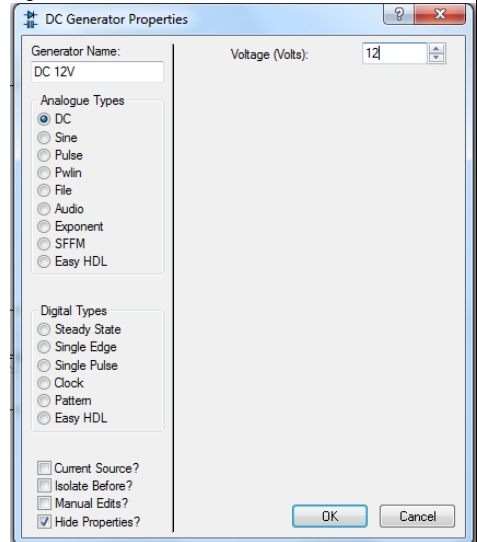 DC Generator Properties
Generator Name:
DC 12V
Analogue Types
DC
Sine
Pulse
Pwlin
File
Audio
Exponent
SFFM
Easy HDL
Digital Types
Steady State
Single Edge
Single Pulse
Clock
Pattern
Easy HDL
Current Source?
Isolate Before?
Manual Edits?
Hide Properties?
Voltage (Volts):
12
OK
Cancel